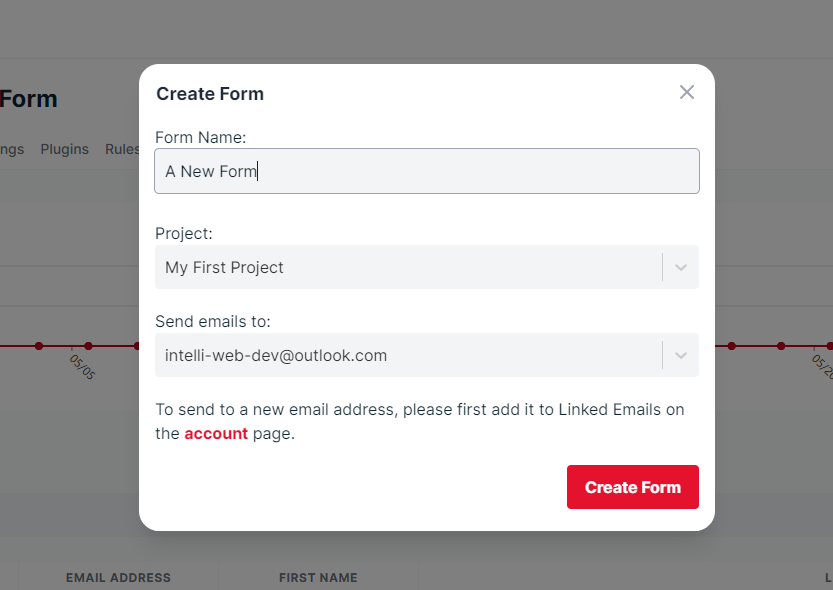 Form
ngs Plugins Rules
Create Form
Form Name:
A New Form
Project:
My First Project
Send emails to:
intelli-web-dev@outlook.com
To send to a new email address, please first add it to Linked Emails on
the account page.
Create Form
05/05
05/20
EMAIL ADDRESS FIRST NAME L